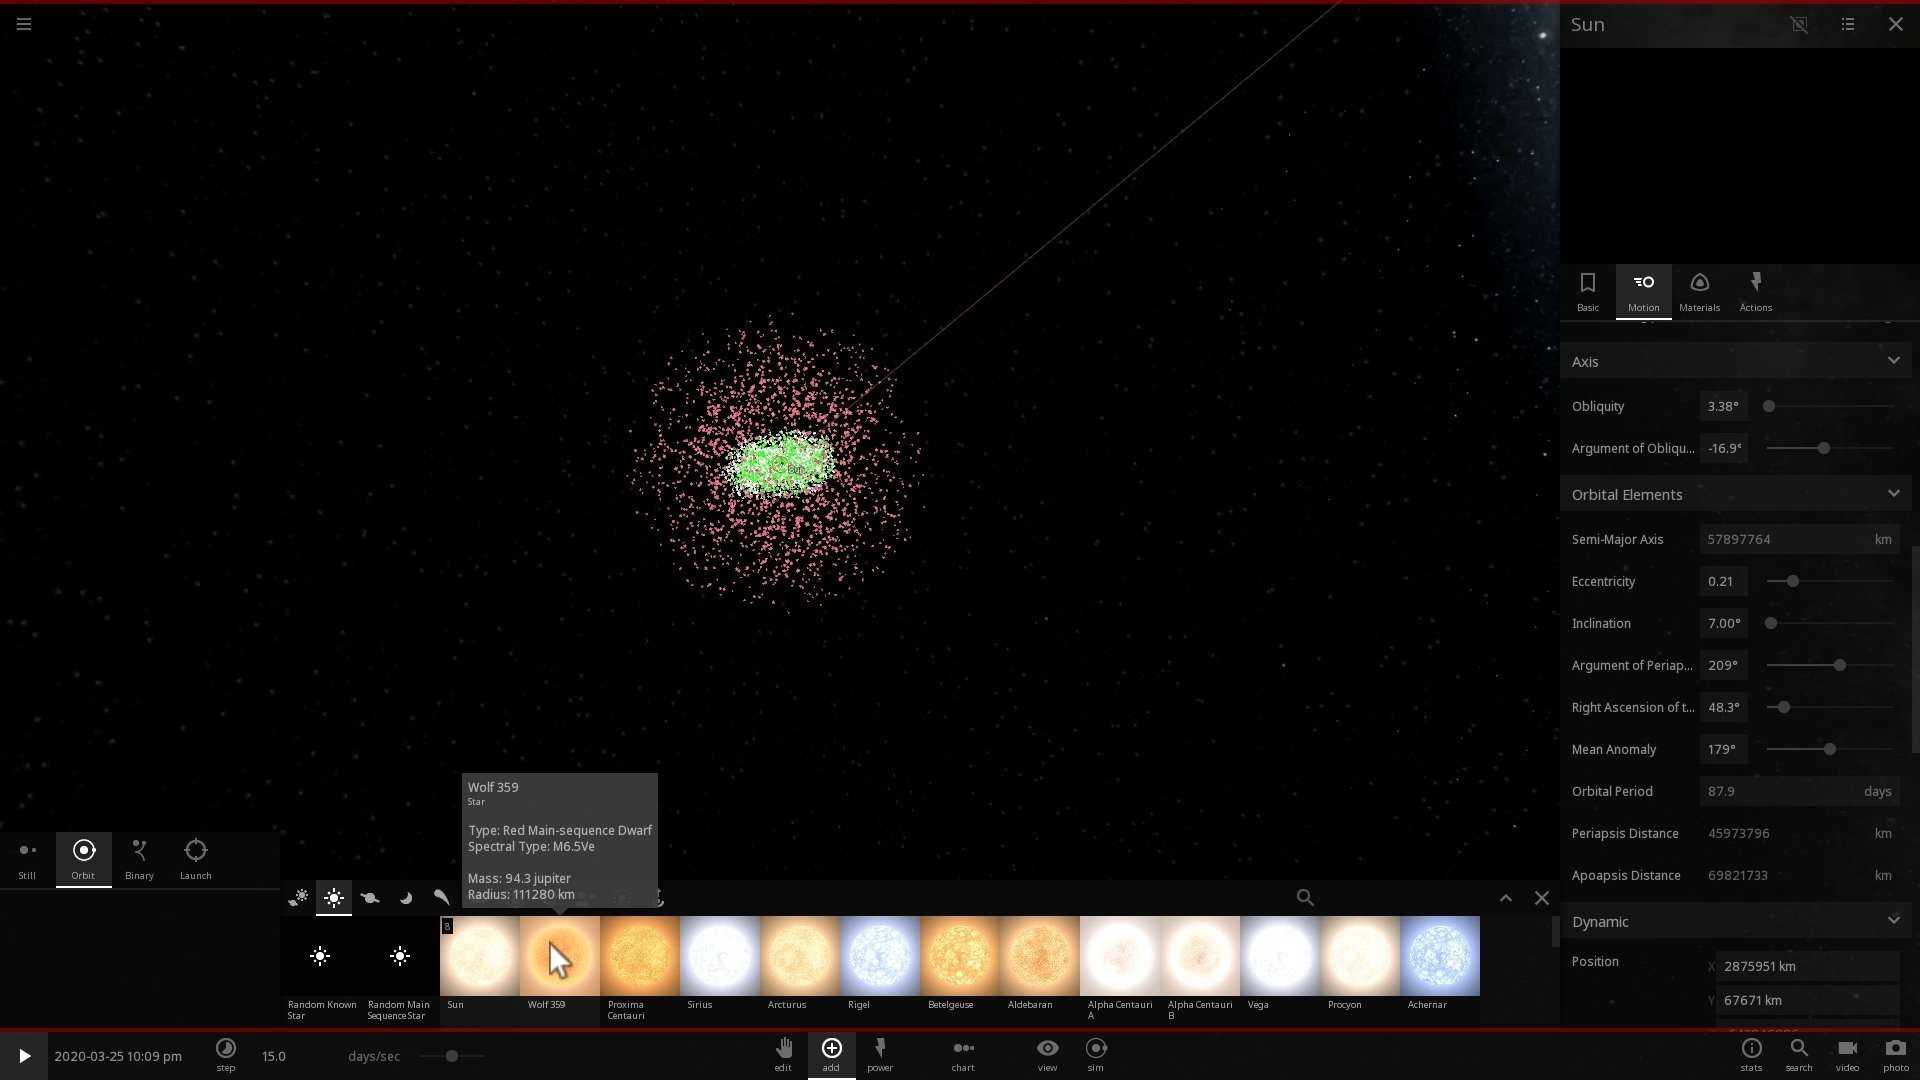 Sun
Basic
Motion
Materials
Actions
Axis
Obliquity 3.38°
Argument of Obliqu... -16.9°
Orbital Elements
Semi-Major Axis 57897764 km
Eccentricity 0.21
Inclination 7.00°
Argument of Periap... 209°
Right Ascension of t... 48.3°
Mean Anomaly 179°
Orbital Period 87.9 days
Periapsis Distance 45973796 km
Apoapsis Distance 69821733 km
Dynamic
Position X 2875951 km
Y 67671 km
Wolf 359
Star
Type: Red Main-sequence Dwarf
Spectral Type: M6.5Ve
Mass: 94.3 jupiter
Radius: 111280 km
Still
Orbit
Binary
Launch
8
Random Known
Star
Random Main
Sequence Star
Sun
Wolf 359
Proxima
Centauri
Sirius
Arcturus
Rigel
Betelgeuse
Aldebaran
Alpha Centauri
A
Alpha Centauri
B
Vega
Procyon
Achernar
2020-03-25 10:09 pm
step
15.0 days/sec
edit
add
power
chart
view
sim
stats
search
video
photo